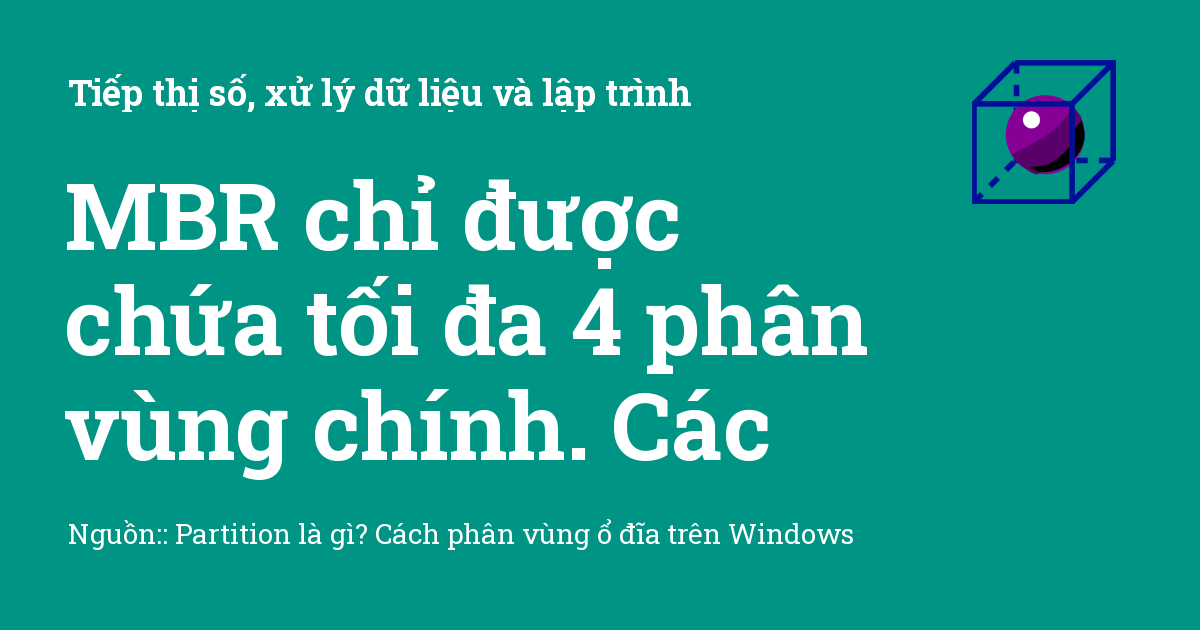 Tiếp thị số, xử lý dữ liệu và lập trình
MBR chỉ được
chứa tối đa 4 phân
vùng chính. Các
Nguồn:: Partition là gì? Cách phân vùng ổ đĩa trên Windows